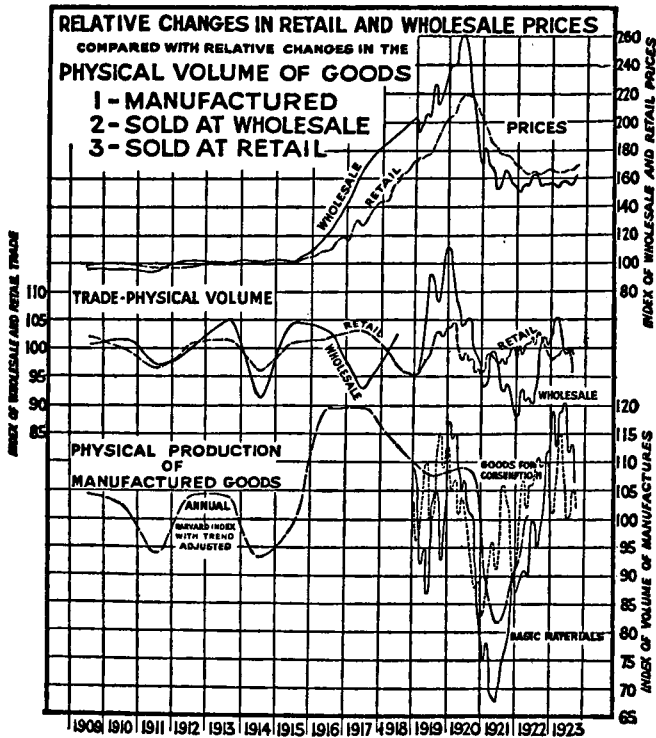 RELATIVE CHANGES IN RETAIL AND WHOLESALE PRICES
COMPARED WITH RELATIVE CHANGES IN THE
PHYSICAL VOLUME OF GOODS
1 - MANUFACTURED
2 - SOLD AT WHOLESALE
3 - SOLD AT RETAIL
PRICES
WHOLESALE
RETAIL
260
240
220
200
180
160
140
120
100
80
INDEX OF WHOLESALE AND RETAIL PRICES
TRADE-PHYSICAL VOLUME
RETAIL
WHOLESALE
RETAIL
WHOLESALE
110
105
100
95
90
85
INDEX OF WHOLESALE AND RETAIL TRADE
PHYSICAL PRODUCTION
OF
MANUFACTURED GOODS
ANNUAL
HARVARD INDEX
WITH TREND
ADJUSTED
GOODS FOR
CONSUMPTION
BASIC MATERIALS
120
115
110
105
100
95
90
85
80
75
70
65
INDEX OF VOLUME OF MANUFACTURES
1909 1910 1911 1912 1913 1914 1915 1916 1917 1918 1919 1920 1921 1922 1923